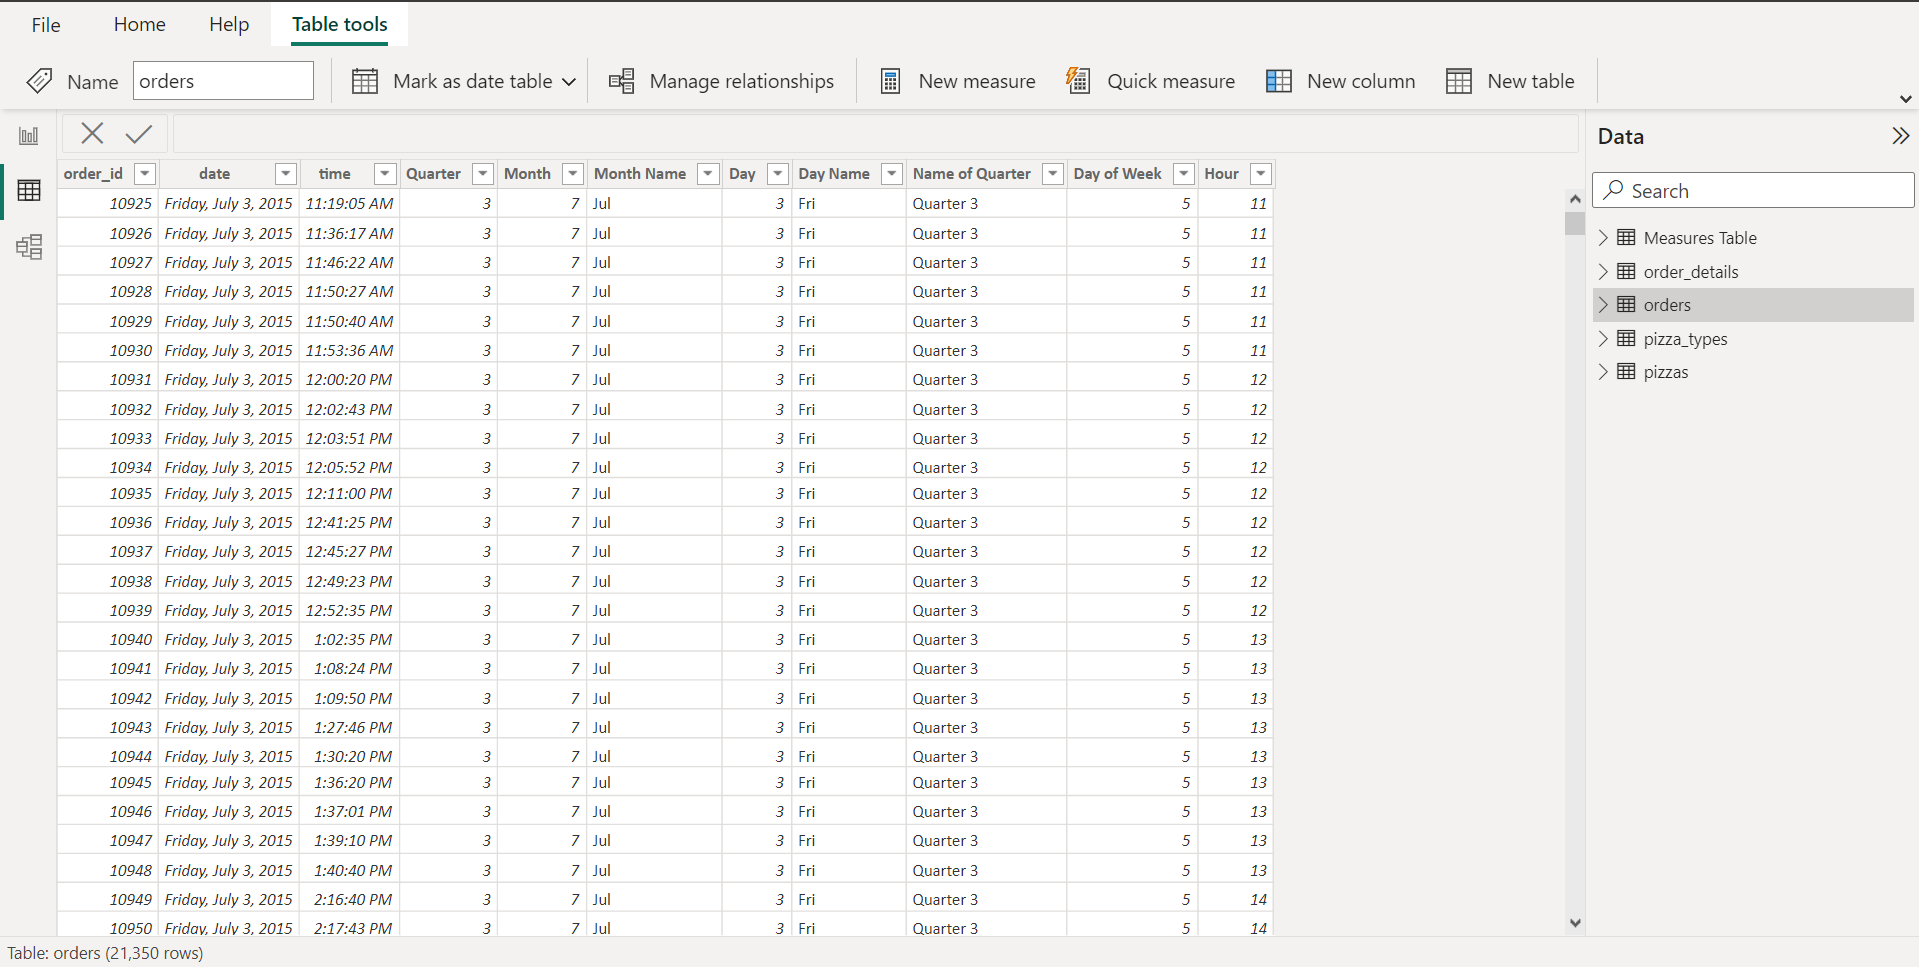 File Home Help Table tools
Name orders Mark as date table Manage relationships New measure Quick measure New column New table
Data
order_id date time Quarter Month Month Name Day Day Name Name of Quarter Day of Week Hour
Search
10925 Friday, July 3, 2015 11:19:05 AM 3 7 Jul 3 Fri Quarter 3 5 11
10926 Friday, July 3, 2015 11:36:17 AM 3 7 Jul 3 Fri Quarter 3 5 11
10927 Friday, July 3, 2015 11:46:22 AM 3 7 Jul 3 Fri Quarter 3 5 11
10928 Friday, July 3, 2015 11:50:27 AM 3 7 Jul 3 Fri Quarter 3 5 11
10929 Friday, July 3, 2015 11:50:40 AM 3 7 Jul 3 Fri Quarter 3 5 11
10930 Friday, July 3, 2015 11:53:36 AM 3 7 Jul 3 Fri Quarter 3 5 11
10931 Friday, July 3, 2015 12:00:20 PM 3 7 Jul 3 Fri Quarter 3 5 12
10932 Friday, July 3, 2015 12:02:43 PM 3 7 Jul 3 Fri Quarter 3 5 12
10933 Friday, July 3, 2015 12:03:51 PM 3 7 Jul 3 Fri Quarter 3 5 12
10934 Friday, July 3, 2015 12:05:52 PM 3 7 Jul 3 Fri Quarter 3 5 12
10935 Friday, July 3, 2015 12:11:00 PM 3 7 Jul 3 Fri Quarter 3 5 12
10936 Friday, July 3, 2015 12:41:25 PM 3 7 Jul 3 Fri Quarter 3 5 12
10937 Friday, July 3, 2015 12:45:27 PM 3 7 Jul 3 Fri Quarter 3 5 12
10938 Friday, July 3, 2015 12:49:23 PM 3 7 Jul 3 Fri Quarter 3 5 12
10939 Friday, July 3, 2015 12:52:35 PM 3 7 Jul 3 Fri Quarter 3 5 12
10940 Friday, July 3, 2015 1:02:35 PM 3 7 Jul 3 Fri Quarter 3 5 13
10941 Friday, July 3, 2015 1:08:24 PM 3 7 Jul 3 Fri Quarter 3 5 13
10942 Friday, July 3, 2015 1:09:50 PM 3 7 Jul 3 Fri Quarter 3 5 13
10943 Friday, July 3, 2015 1:27:46 PM 3 7 Jul 3 Fri Quarter 3 5 13
10944 Friday, July 3, 2015 1:30:20 PM 3 7 Jul 3 Fri Quarter 3 5 13
10945 Friday, July 3, 2015 1:36:20 PM 3 7 Jul 3 Fri Quarter 3 5 13
10946 Friday, July 3, 2015 1:37:01 PM 3 7 Jul 3 Fri Quarter 3 5 13
10947 Friday, July 3, 2015 1:39:10 PM 3 7 Jul 3 Fri Quarter 3 5 13
10948 Friday, July 3, 2015 1:40:40 PM 3 7 Jul 3 Fri Quarter 3 5 13
10949 Friday, July 3, 2015 2:16:40 PM 3 7 Jul 3 Fri Quarter 3 5 14
10950 Friday, July 3, 2015 2:17:43 PM 3 7 Jul 3 Fri Quarter 3 5 14
Measures Table
order_details
orders
pizza_types
pizzas
Table: orders (21,350 rows)